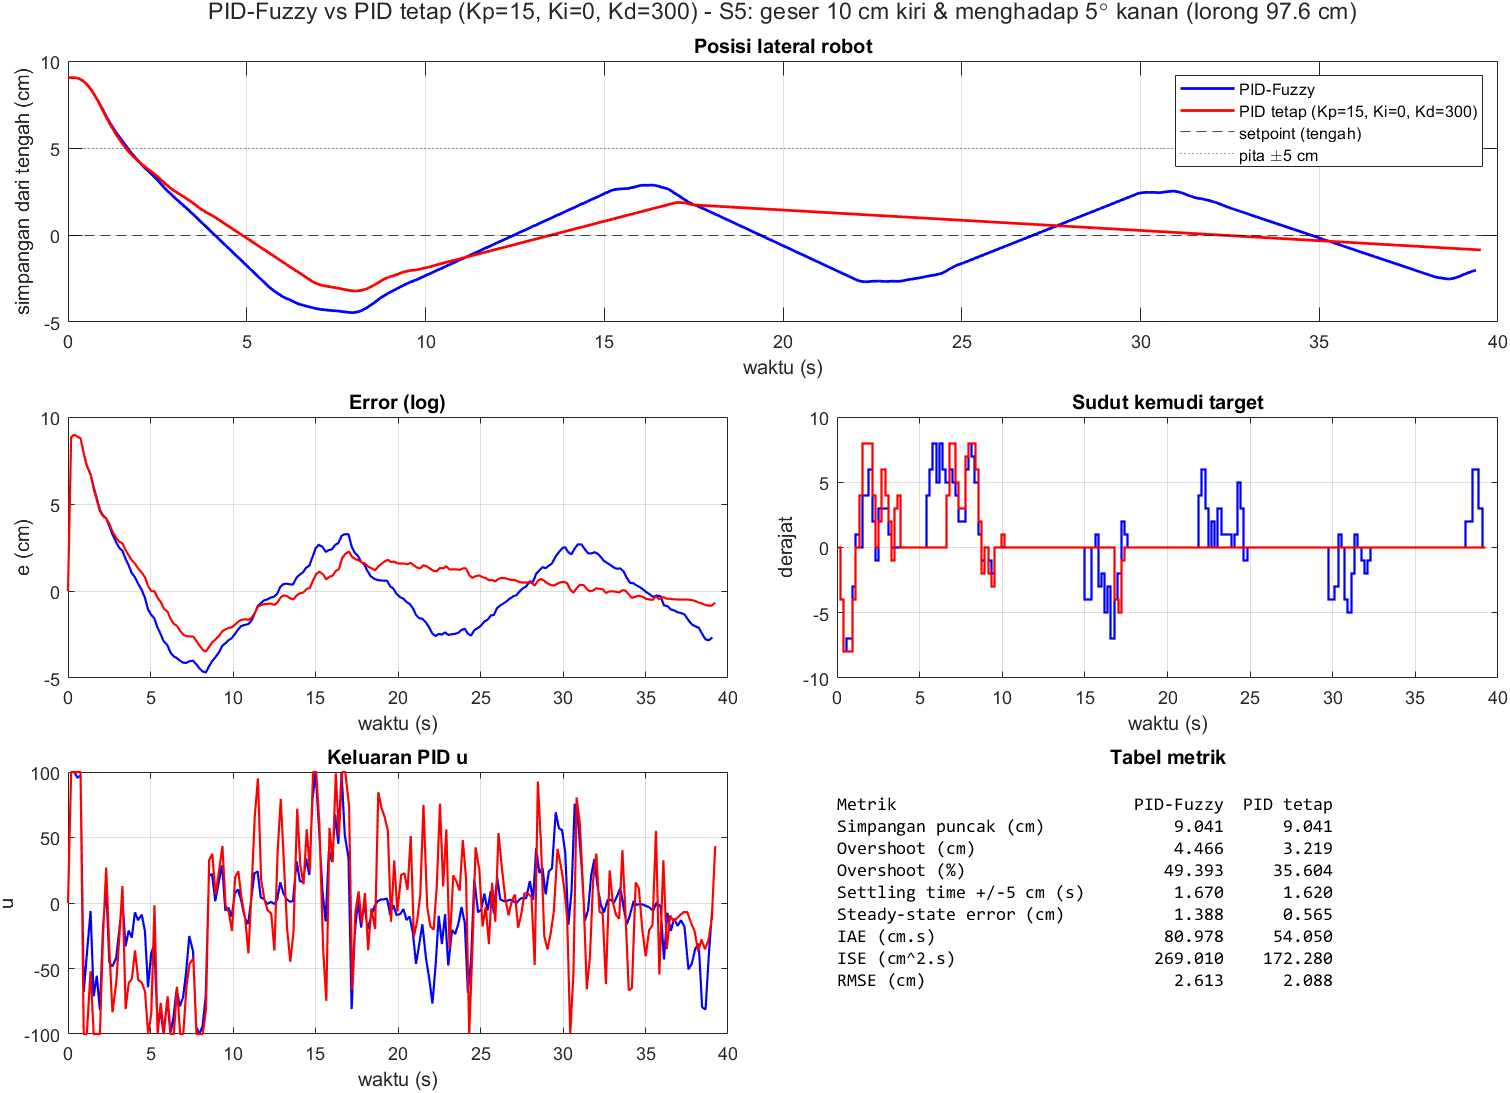 PID-Fuzzy vs PID tetap (Kp=15, Ki=0, Kd=300) - S5: geser 10 cm kiri & menghadap 5° kanan (lorong 97.6 cm)
Posisi lateral robot
simpangan dari tengah (cm)
10
5
0
-5
PID-Fuzzy
PID tetap (Kp=15, Ki=0, Kd=300)
setpoint (tengah)
pita ±5 cm
0 5 10 15 20 25 30 35 40
waktu (s)
Error (log)
e (cm)
10
5
0
-5
0 5 10 15 20 25 30 35 40
waktu (s)
Sudut kemudi target
derajat
10
5
0
-5
-10
0 5 10 15 20 25 30 35 40
waktu (s)
Keluaran PID u
u
100
50
0
-50
-100
0 5 10 15 20 25 30 35 40
waktu (s)
Tabel metrik
Metrik PID-Fuzzy PID tetap
Simpangan puncak (cm) 9.041 9.041
Overshoot (cm) 4.466 3.219
Overshoot (%) 49.393 35.604
Settling time +/-5 cm (s) 1.670 1.620
Steady-state error (cm) 1.388 0.565
IAE (cm.s) 80.978 54.050
ISE (cm^2.s) 269.010 172.280
RMSE (cm) 2.613 2.088